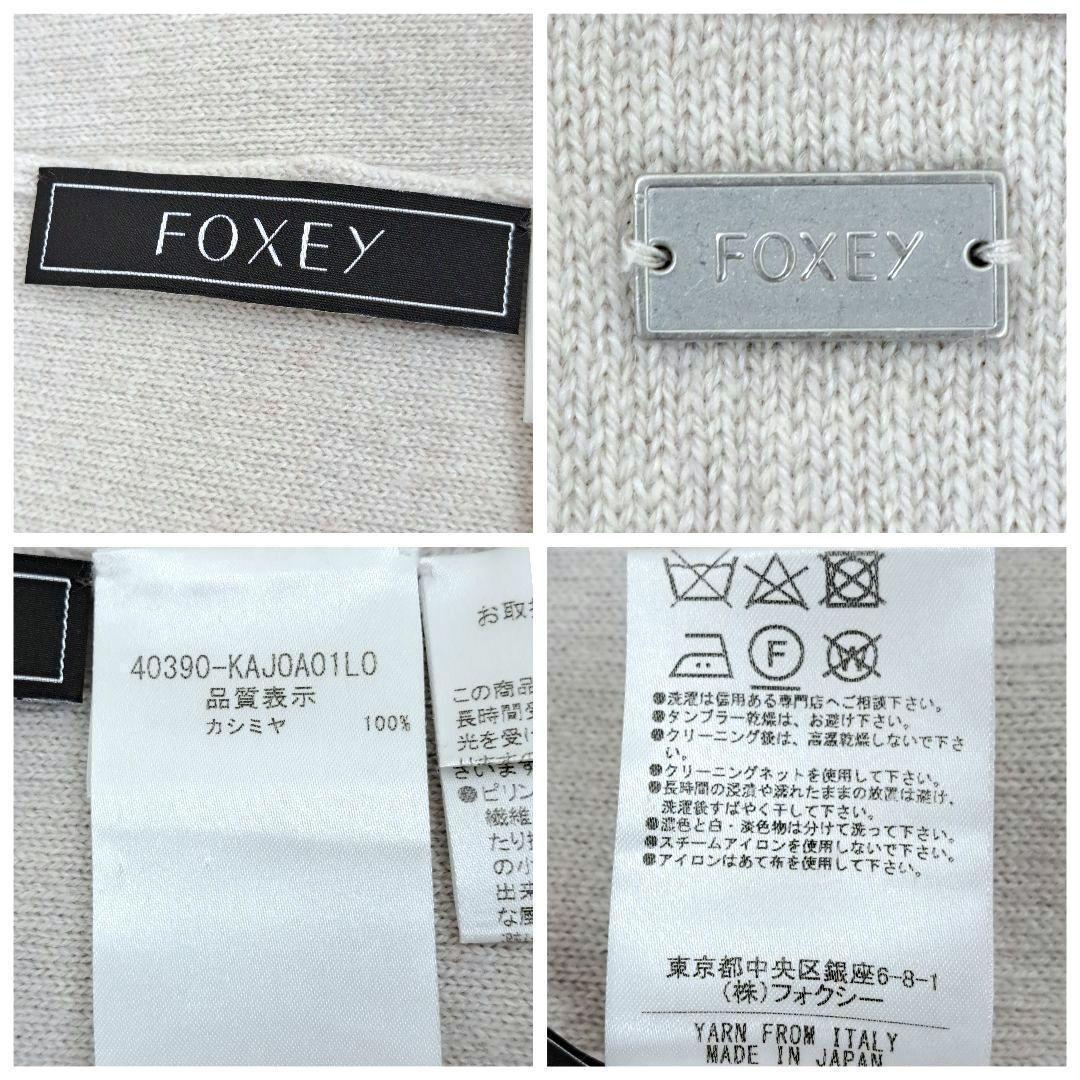 FOXEY
FOXEY
40390-KAJ0A01L0
品質表示
カシミヤ 100%
お取扱
この商品
長時間受
光を受け
りますの
さいます
●ピリン
繊維
たり扱
の小
出来
な風
F
W
●洗濯は信用ある専門店へご相談下さい。
●タンブラー乾燥は、お避け下さい。
●クリーニング後は、高温乾燥しないで下さ
い。
●クリーニングネットを使用して下さい。
●長時間の浸漬や濡れたままの放置は避け、
洗濯後すばやく干して下さい。
●濃色と白・淡色物は分けて洗って下さい。
●スチームアイロンを使用しないで下さい。
●アイロンはあて布を使用して下さい。
東京都中央区銀座6-8-1
(株)フォクシー
YARN FROM ITALY
MADE IN JAPAN